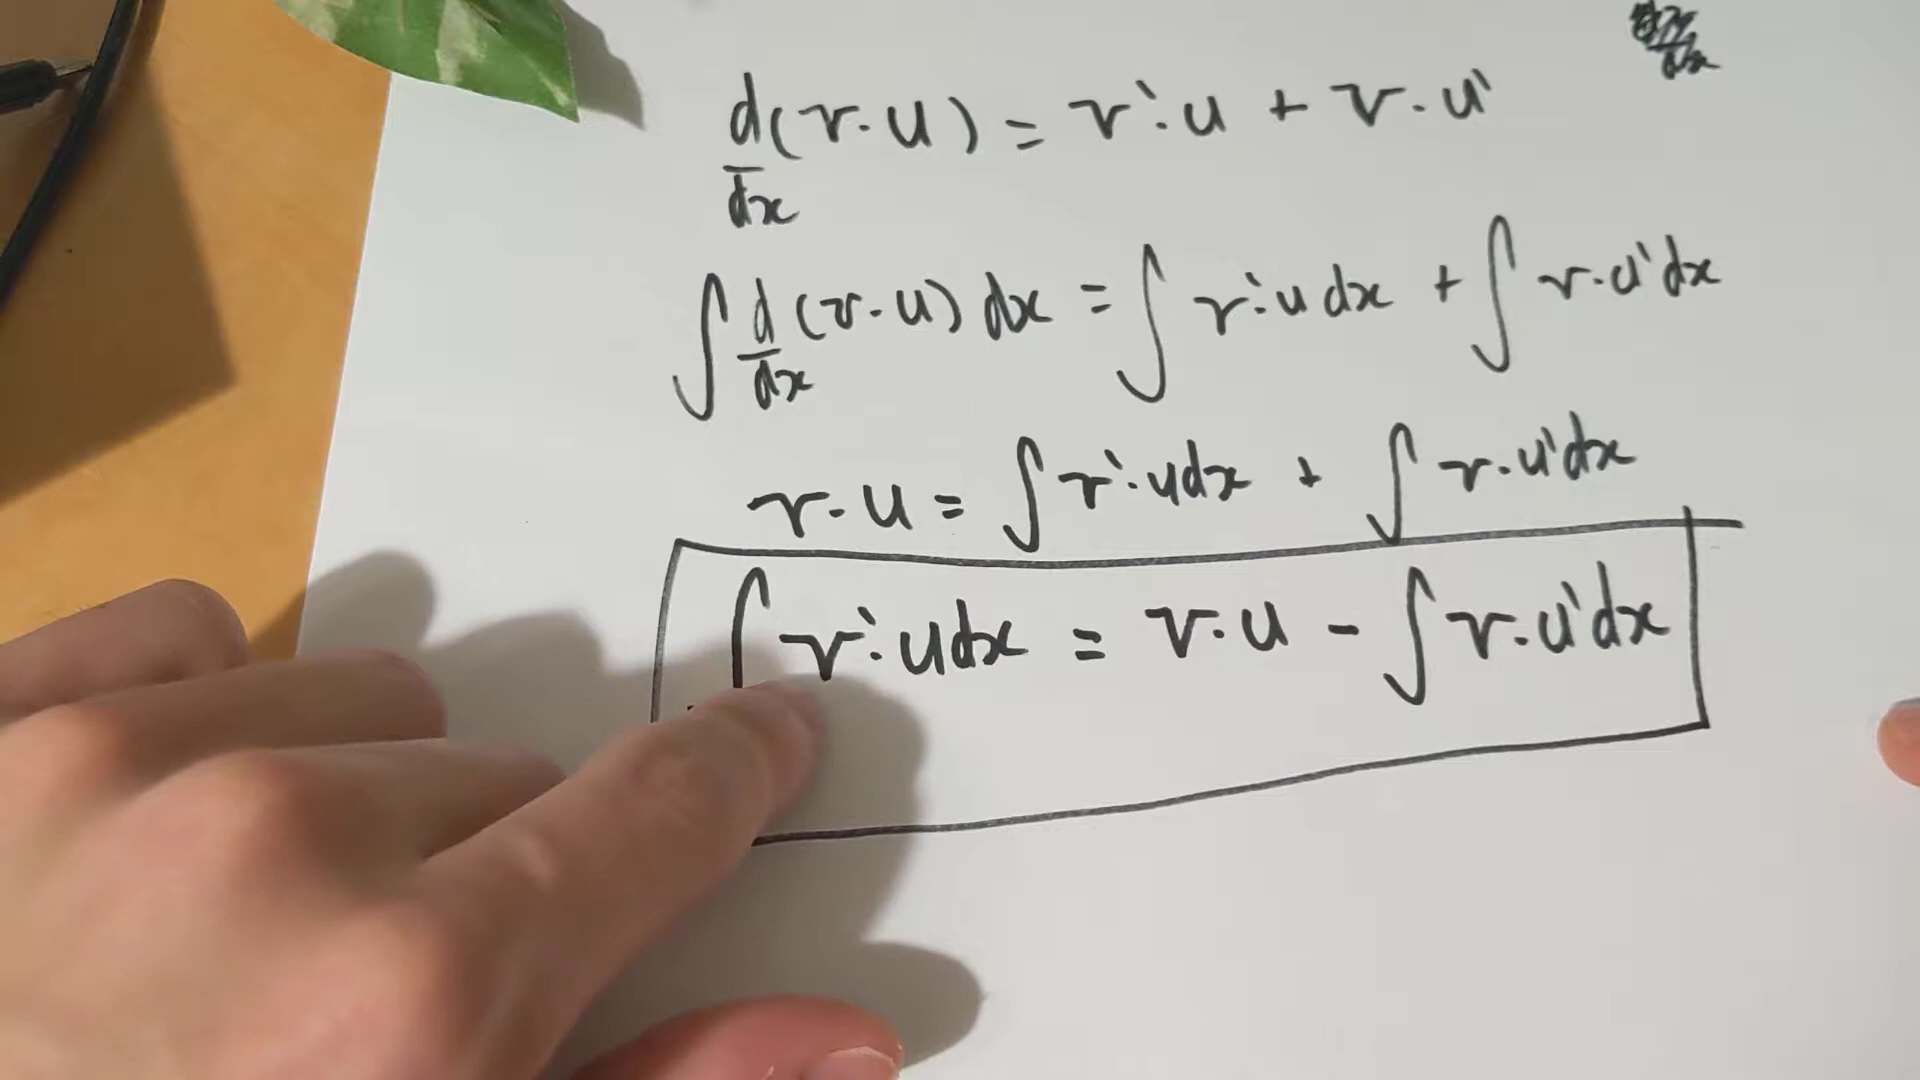 d/dx (v·u) = v'·u + v·u'
∫ d/dx (v·u) dx = ∫ v'·u dx + ∫ v·u' dx
v·u = ∫ v'·u dx + ∫ v·u' dx
∫ v'·u dx = v·u - ∫ v·u' dx